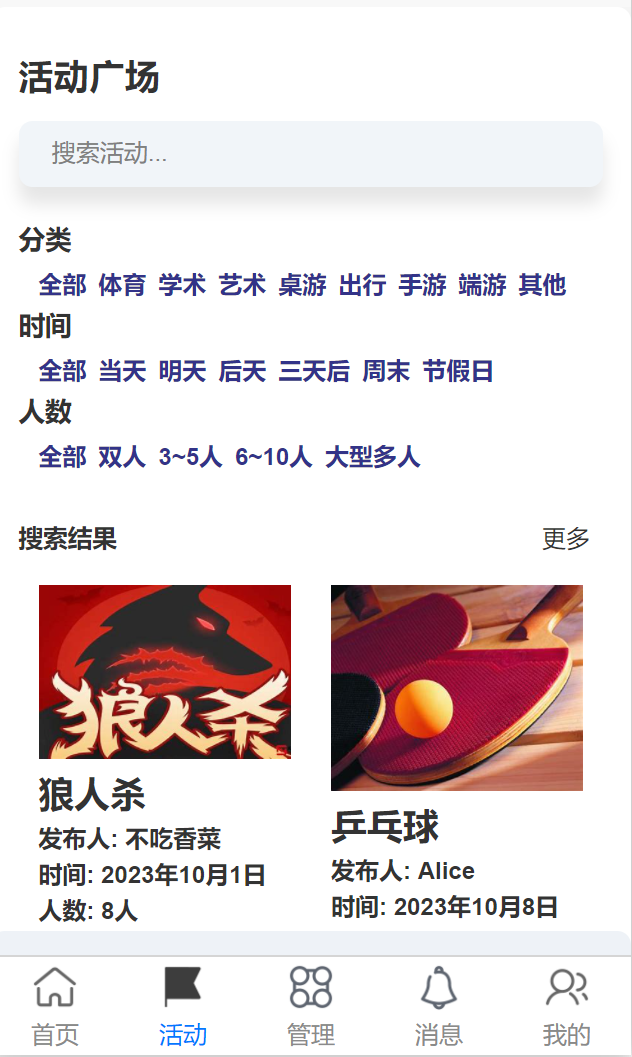 活动广场
搜索活动...
分类
全部 体育 学术 艺术 桌游 出行 手游 端游 其他
时间
全部 当天 明天 后天 三天后 周末 节假日
人数
全部 双人 3~5人 6~10人 大型多人
搜索结果 更多
狼人杀
狼人杀
发布人: 不吃香菜
时间: 2023年10月1日
人数: 8人
乒乓球
发布人: Alice
时间: 2023年10月8日
首页 活动 管理 消息 我的